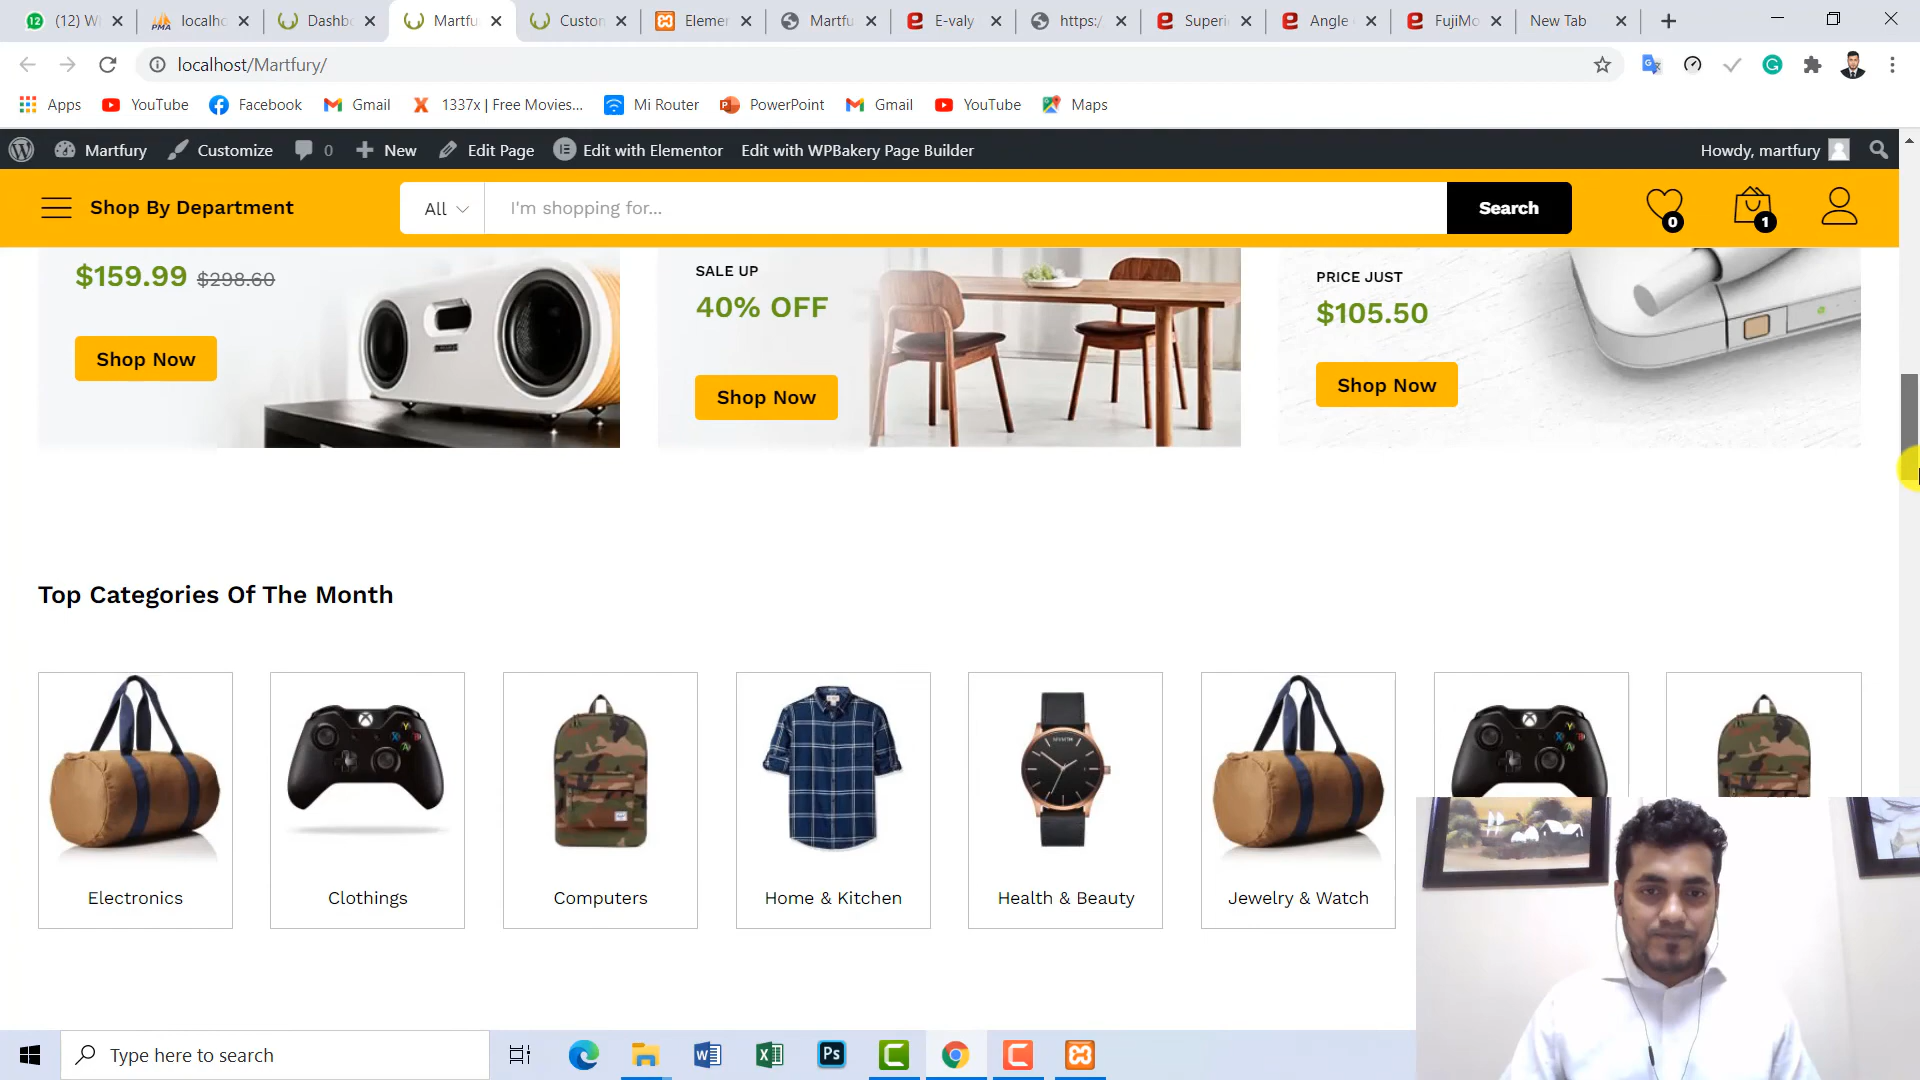 (12) W
localho
Dashbo
Martfu
Custom
Elemer
Martfu
E-valy
https:/
Superi
Angle
FujiMo
New Tab
localhost/Martfury/
Apps YouTube Facebook Gmail 1337x | Free Movies... Mi Router PowerPoint Gmail YouTube Maps
Martfury Customize 0 New Edit Page Edit with Elementor Edit with WPBakery Page Builder Howdy, martfury
Shop By Department All I'm shopping for... Search 0 1
$159.99 $298.60
Shop Now
SALE UP
40% OFF
Shop Now
PRICE JUST
$105.50
Shop Now
Top Categories Of The Month
Electronics Clothings Computers Home & Kitchen Health & Beauty Jewelry & Watch
Type here to search